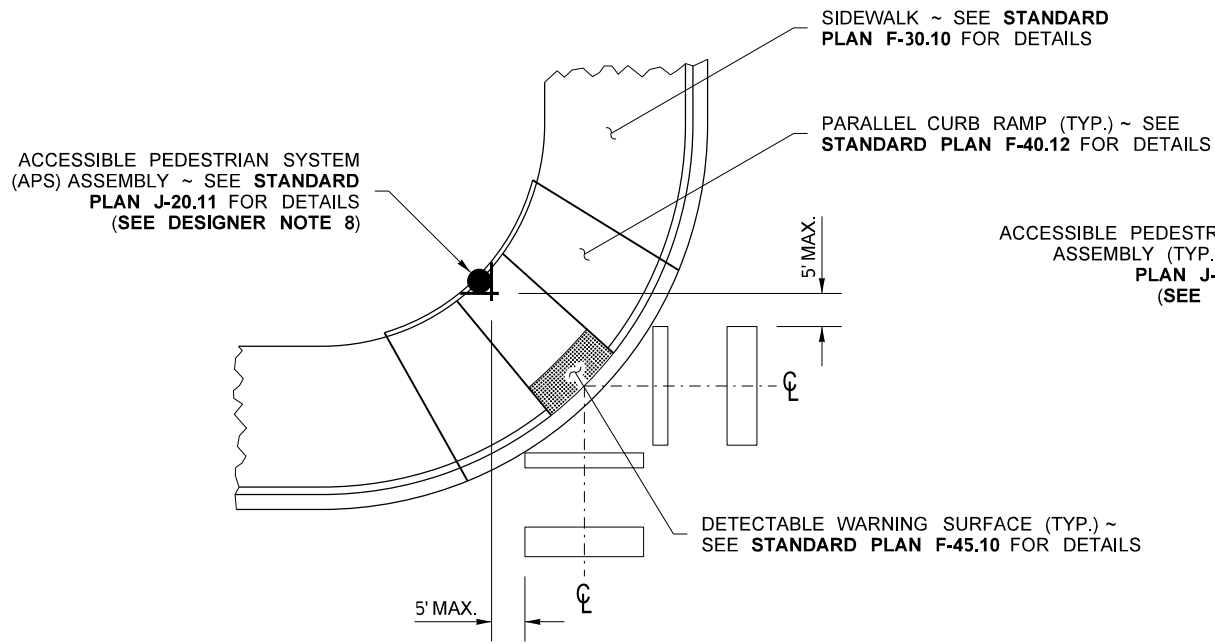 SIDEWALK ~ SEE STANDARD
PLAN F-30.10 FOR DETAILS
PARALLEL CURB RAMP (TYP.) ~ SEE
STANDARD PLAN F-40.12 FOR DETAILS
ACCESSIBLE PEDESTRIAN SYSTEM
(APS) ASSEMBLY ~ SEE STANDARD
PLAN J-20.11 FOR DETAILS
(SEE DESIGNER NOTE 8)
5' MAX.
ACCESSIBLE PEDESTR
ASSEMBLY (TYP.
PLAN J-
(SEE
CL
DETECTABLE WARNING SURFACE (TYP.) ~
SEE STANDARD PLAN F-45.10 FOR DETAILS
CL
5' MAX.